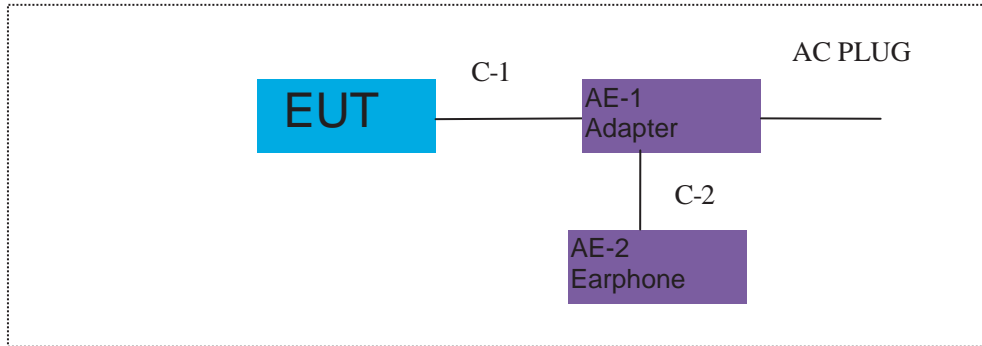 AC PLUG
C-1
EUT
AE-1
Adapter
C-2
AE-2
Earphone